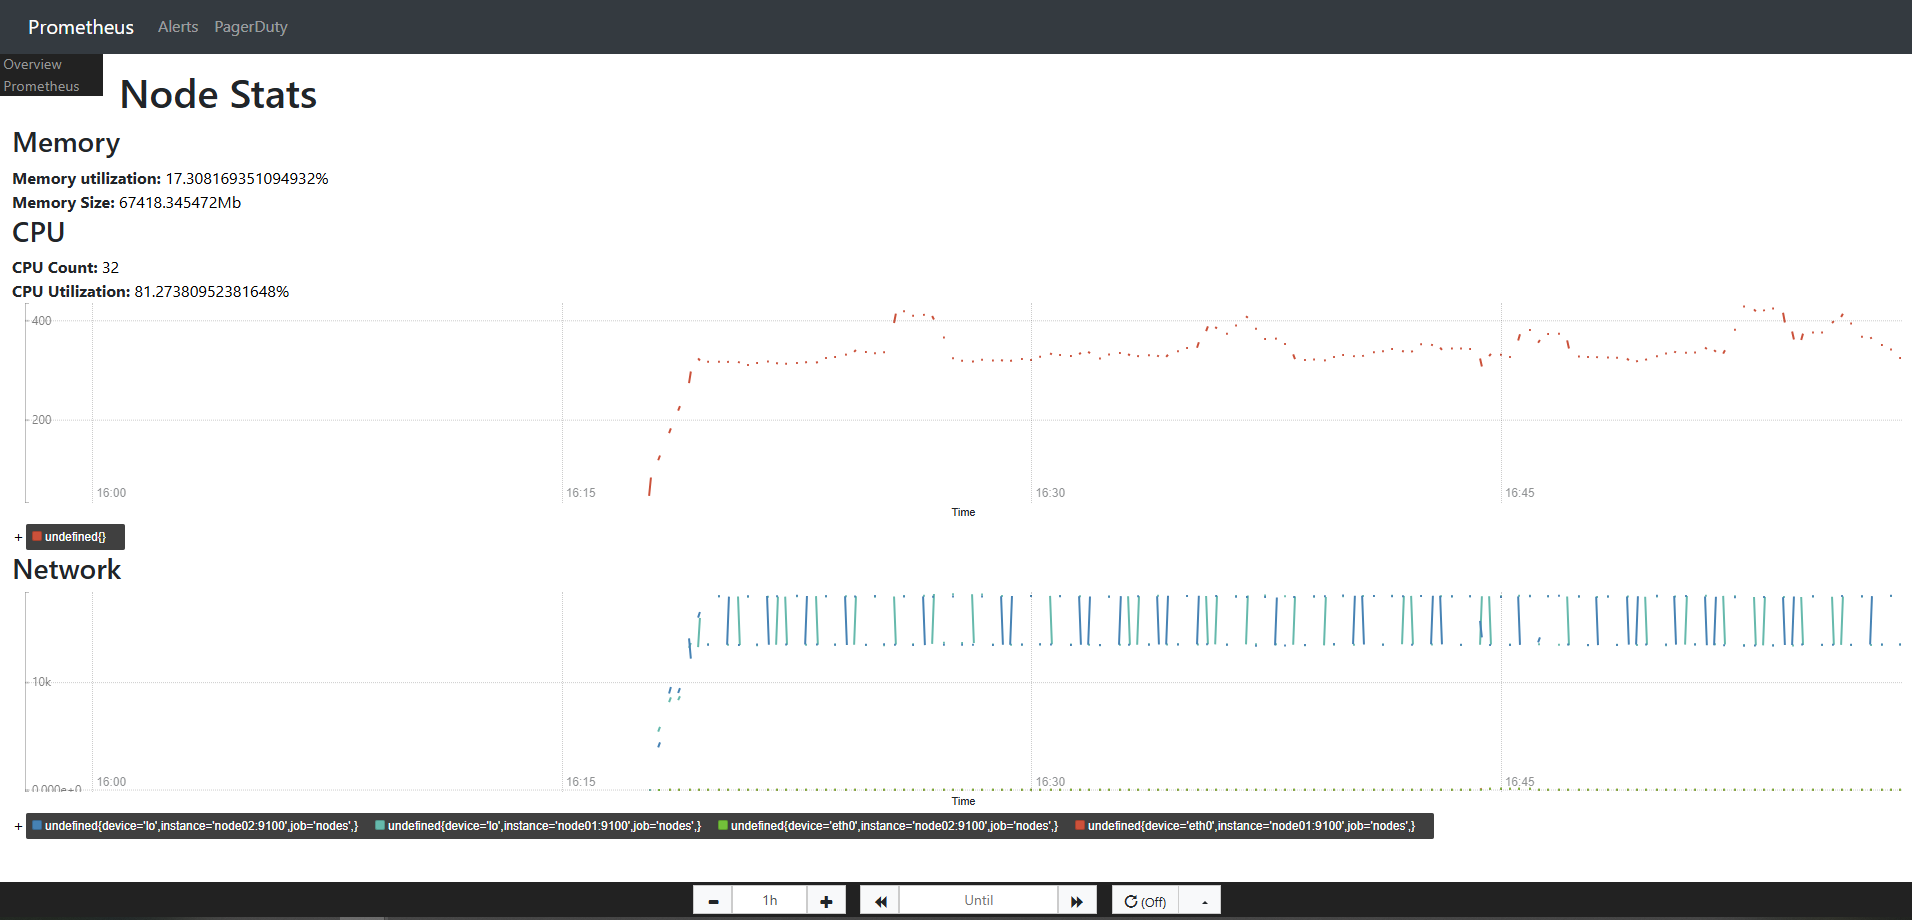 Prometheus Alerts PagerDuty
Overview
Prometheus
Node Stats
Memory
Memory utilization: 17.308169351094932%
Memory Size: 67418.345472Mb
CPU
CPU Count: 32
CPU Utilization: 81.27380952381648%
400
200
16:00 16:15 16:30 16:45
Time
+ undefined{}
Network
10k
0.000e+0
16:00 16:15 16:30 16:45
Time
+ undefined{device='lo',instance='node02:9100',job='nodes',} undefined{device='lo',instance='node01:9100',job='nodes',} undefined{device='eth0',instance='node02:9100',job='nodes',} undefined{device='eth0',instance='node01:9100',job='nodes',}
1h Until (Off)